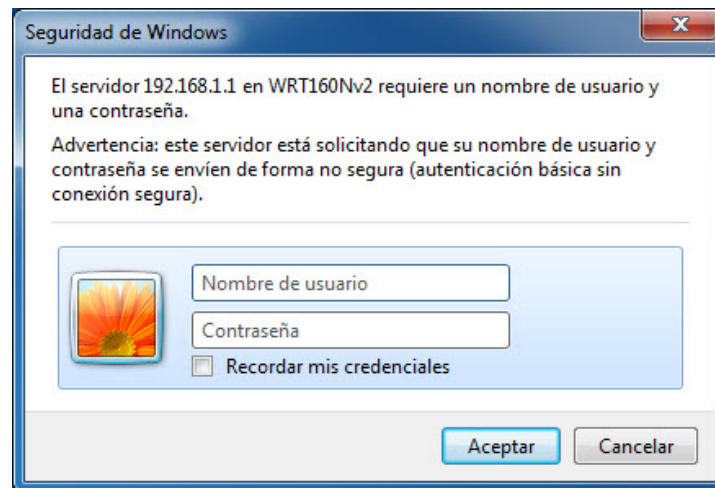 Seguridad de Windows
El servidor 192.168.1.1 en WRT160Nv2 requiere un nombre de usuario y
una contraseña.
Advertencia: este servidor está solicitando que su nombre de usuario y
contraseña se envíen de forma no segura (autenticación básica sin
conexión segura).
Nombre de usuario
Contraseña
Recordar mis credenciales
Aceptar Cancelar